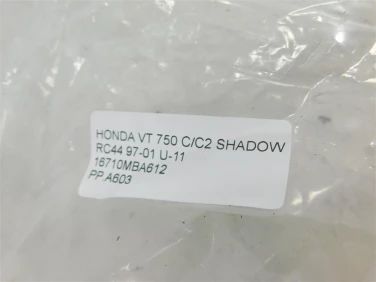 HONDA VT 750 C/C2 SHADOW
RC44 97-01 U-11
16710MBA612
PP.A603